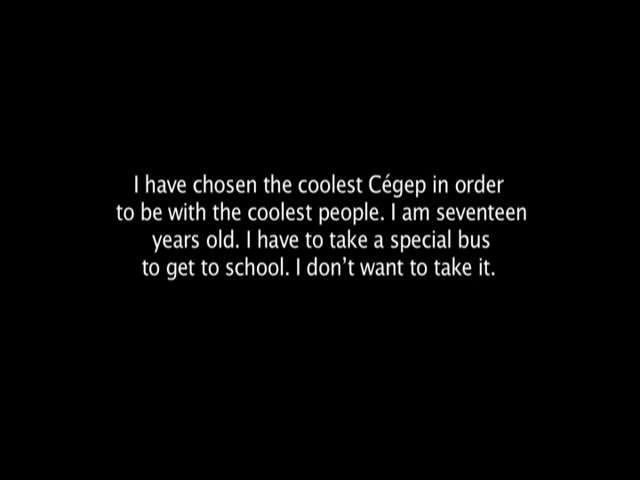 I have chosen the coolest Cégep in order
to be with the coolest people. I am seventeen
years old. I have to take a special bus
to get to school. I don't want to take it.